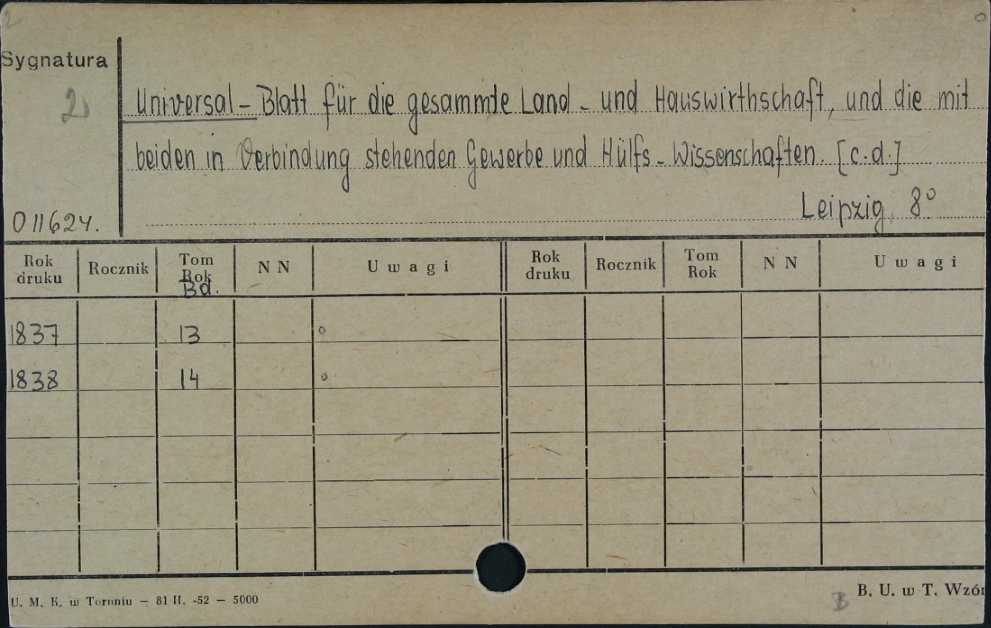 Sygnatura
2
Universal - Blatt für die gesammte Land - und Hauswirthschaft, und die mit
beiden in Verbindung stehenden Gewerbe und Hülfs - Wissenschaften. [c.d.]
Leipzig, 8°
011624.
Rok druku Rocznik Tom Rok Bd. N N Uwagi Rok druku Rocznik Tom Rok N N Uwagi
1837 13 °
1838 14 °
U. M. K. w Toruniu — 81 II. -52 — 5000
B. U. w T. Wzór
B